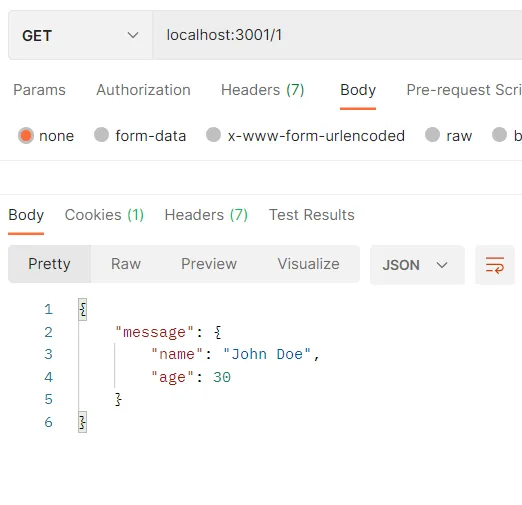 GET localhost:3001/1
Params Authorization Headers (7) Body Pre-request Scri
none form-data x-www-form-urlencoded raw b
Body Cookies (1) Headers (7) Test Results
Pretty Raw Preview Visualize JSON
1 {
2 "message": {
3 "name": "John Doe",
4 "age": 30
5 }
6 }